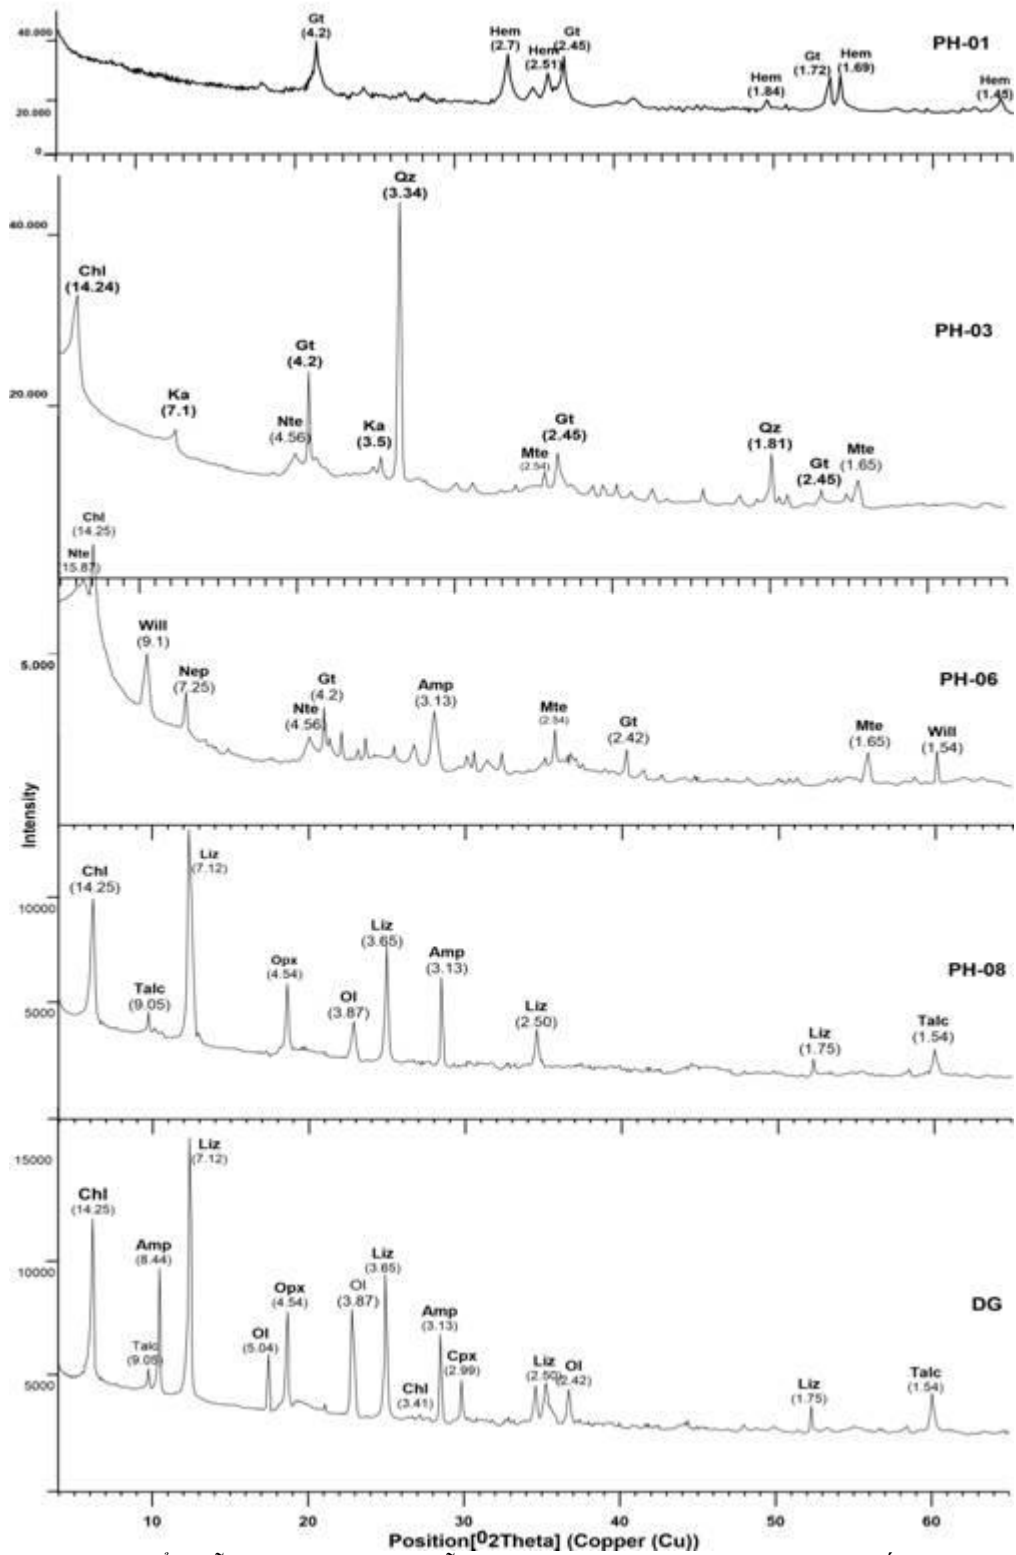 40.000
20.000
0
Gt
(4.2)
Hem
(2.7)
Hem
(2.51)
Gt
(2.45)
Hem
(1.84)
Gt
(1.72)
Hem
(1.69)
Hem
(1.45)
PH-01
40.000
20.000
Chl
(14.24)
Ka
(7.1)
Nte
(4.56)
Gt
(4.2)
Ka
(3.5)
Qz
(3.34)
Mte
(2.54)
Gt
(2.45)
Qz
(1.81)
Gt
(2.45)
Mte
(1.65)
PH-03
5.000
Nte
(15.87)
Chl
(14.25)
Will
(9.1)
Nep
(7.25)
Nte
(4.56)
Gt
(4.2)
Amp
(3.13)
Mte
(2.54)
Gt
(2.42)
Mte
(1.65)
Will
(1.54)
PH-06
Intensity
10000
5000
Chl
(14.25)
Talc
(9.05)
Liz
(7.12)
Opx
(4.54)
Ol
(3.87)
Liz
(3.65)
Amp
(3.13)
Liz
(2.50)
Liz
(1.75)
Talc
(1.54)
PH-08
15000
10000
5000
Chl
(14.25)
Talc
(9.05)
Amp
(8.44)
Liz
(7.12)
Ol
(5.04)
Opx
(4.54)
Ol
(3.87)
Liz
(3.65)
Chl
(3.41)
Amp
(3.13)
Cpx
(2.99)
Liz
(2.50)
Ol
(2.42)
Liz
(1.75)
Talc
(1.54)
DG
10 20 30 40 50 60
Position[⁰2Theta] (Copper (Cu))